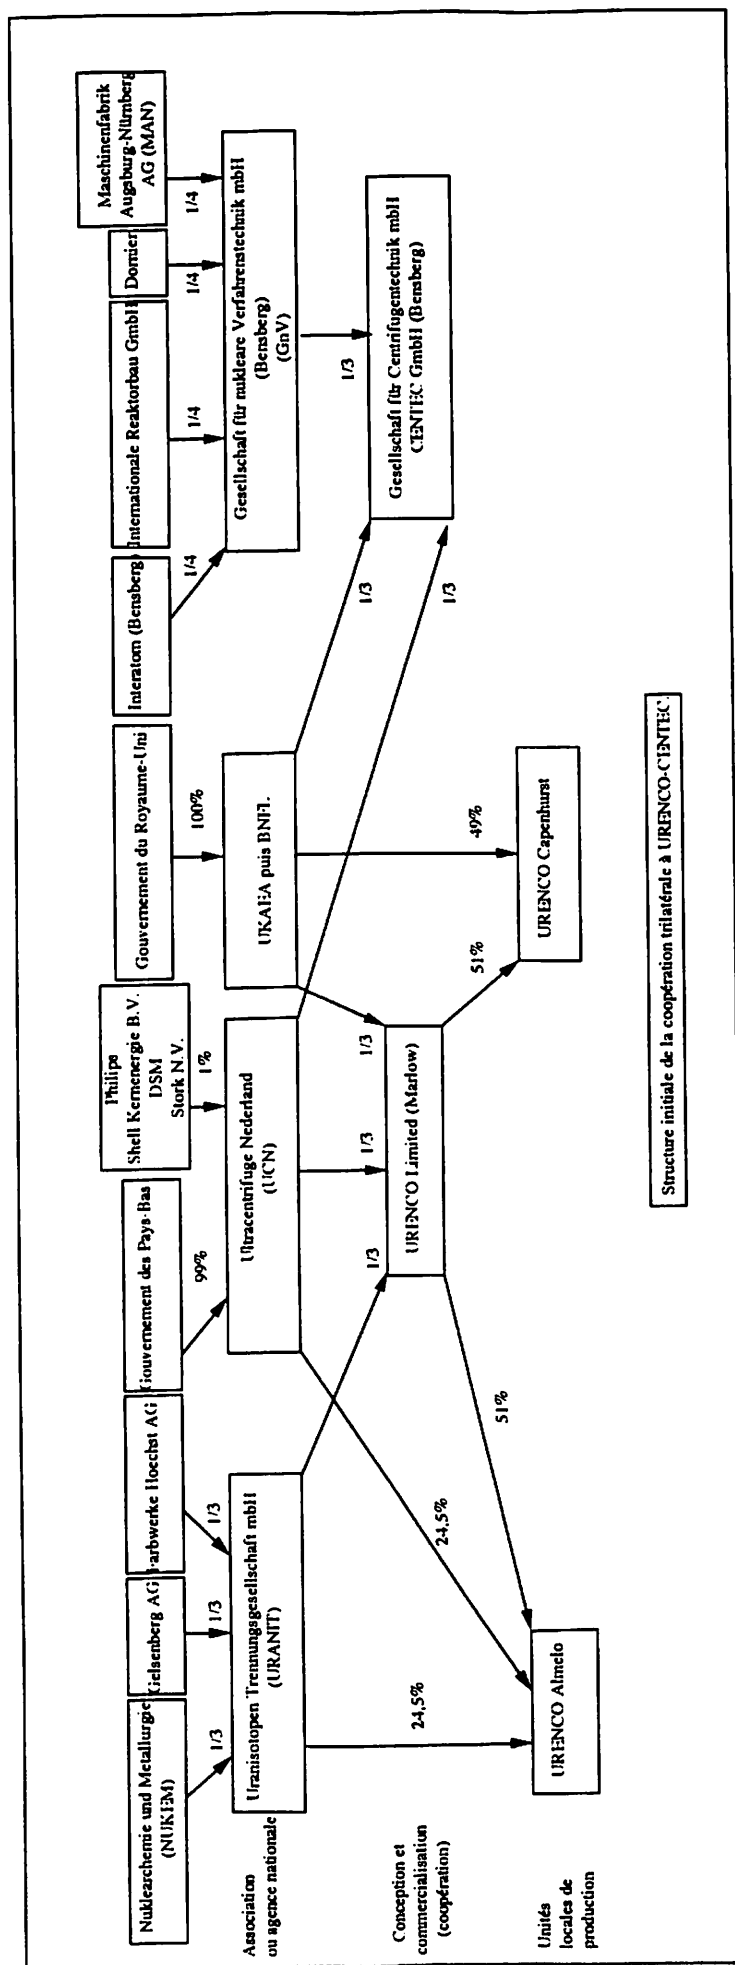 Nuklearchemie und Metallurgie
(NUKEM)
Gelsenberg AG
Farbwerke Hoechst AG
Gouvernement des Pays-Bas
Philips
Shell Kernenergie B.V.
DSM
Stork N.V.
Gouvernement du Royaume-Uni
Interatom (Bensberg)
Internationale Reaktorbau GmbH
Dornier
Maschinenfabrik
Augsburg-Nürnberg
AG (MAN)
1/3
1/3
1/3
99%
1%
100%
1/4
1/4
1/4
1/4
Association
ou agence nationale
Uranisotopen Trennungsgesellschaft mbH
(URANIT)
Ultracentrifuge Nederland
(UCN)
UKAEA puis BNFL
Gesellschaft für nukleare Verfahrenstechnik mbH
(Bensberg)
(GnV)
1/3
1/3
1/3
1/3
1/3
1/3
Conception et
commercialisation
(coopération)
URENCO Limited (Marlow)
Gesellschaft für Centrifugentechnik mbH
CENTEC GmbH (Bensberg)
24,5%
24,5%
51%
51%
49%
Unités
locales de
production
URENCO Almelo
URENCO Capenhurst
Structure initiale de la coopération trilatérale à URENCO-CENTEC.